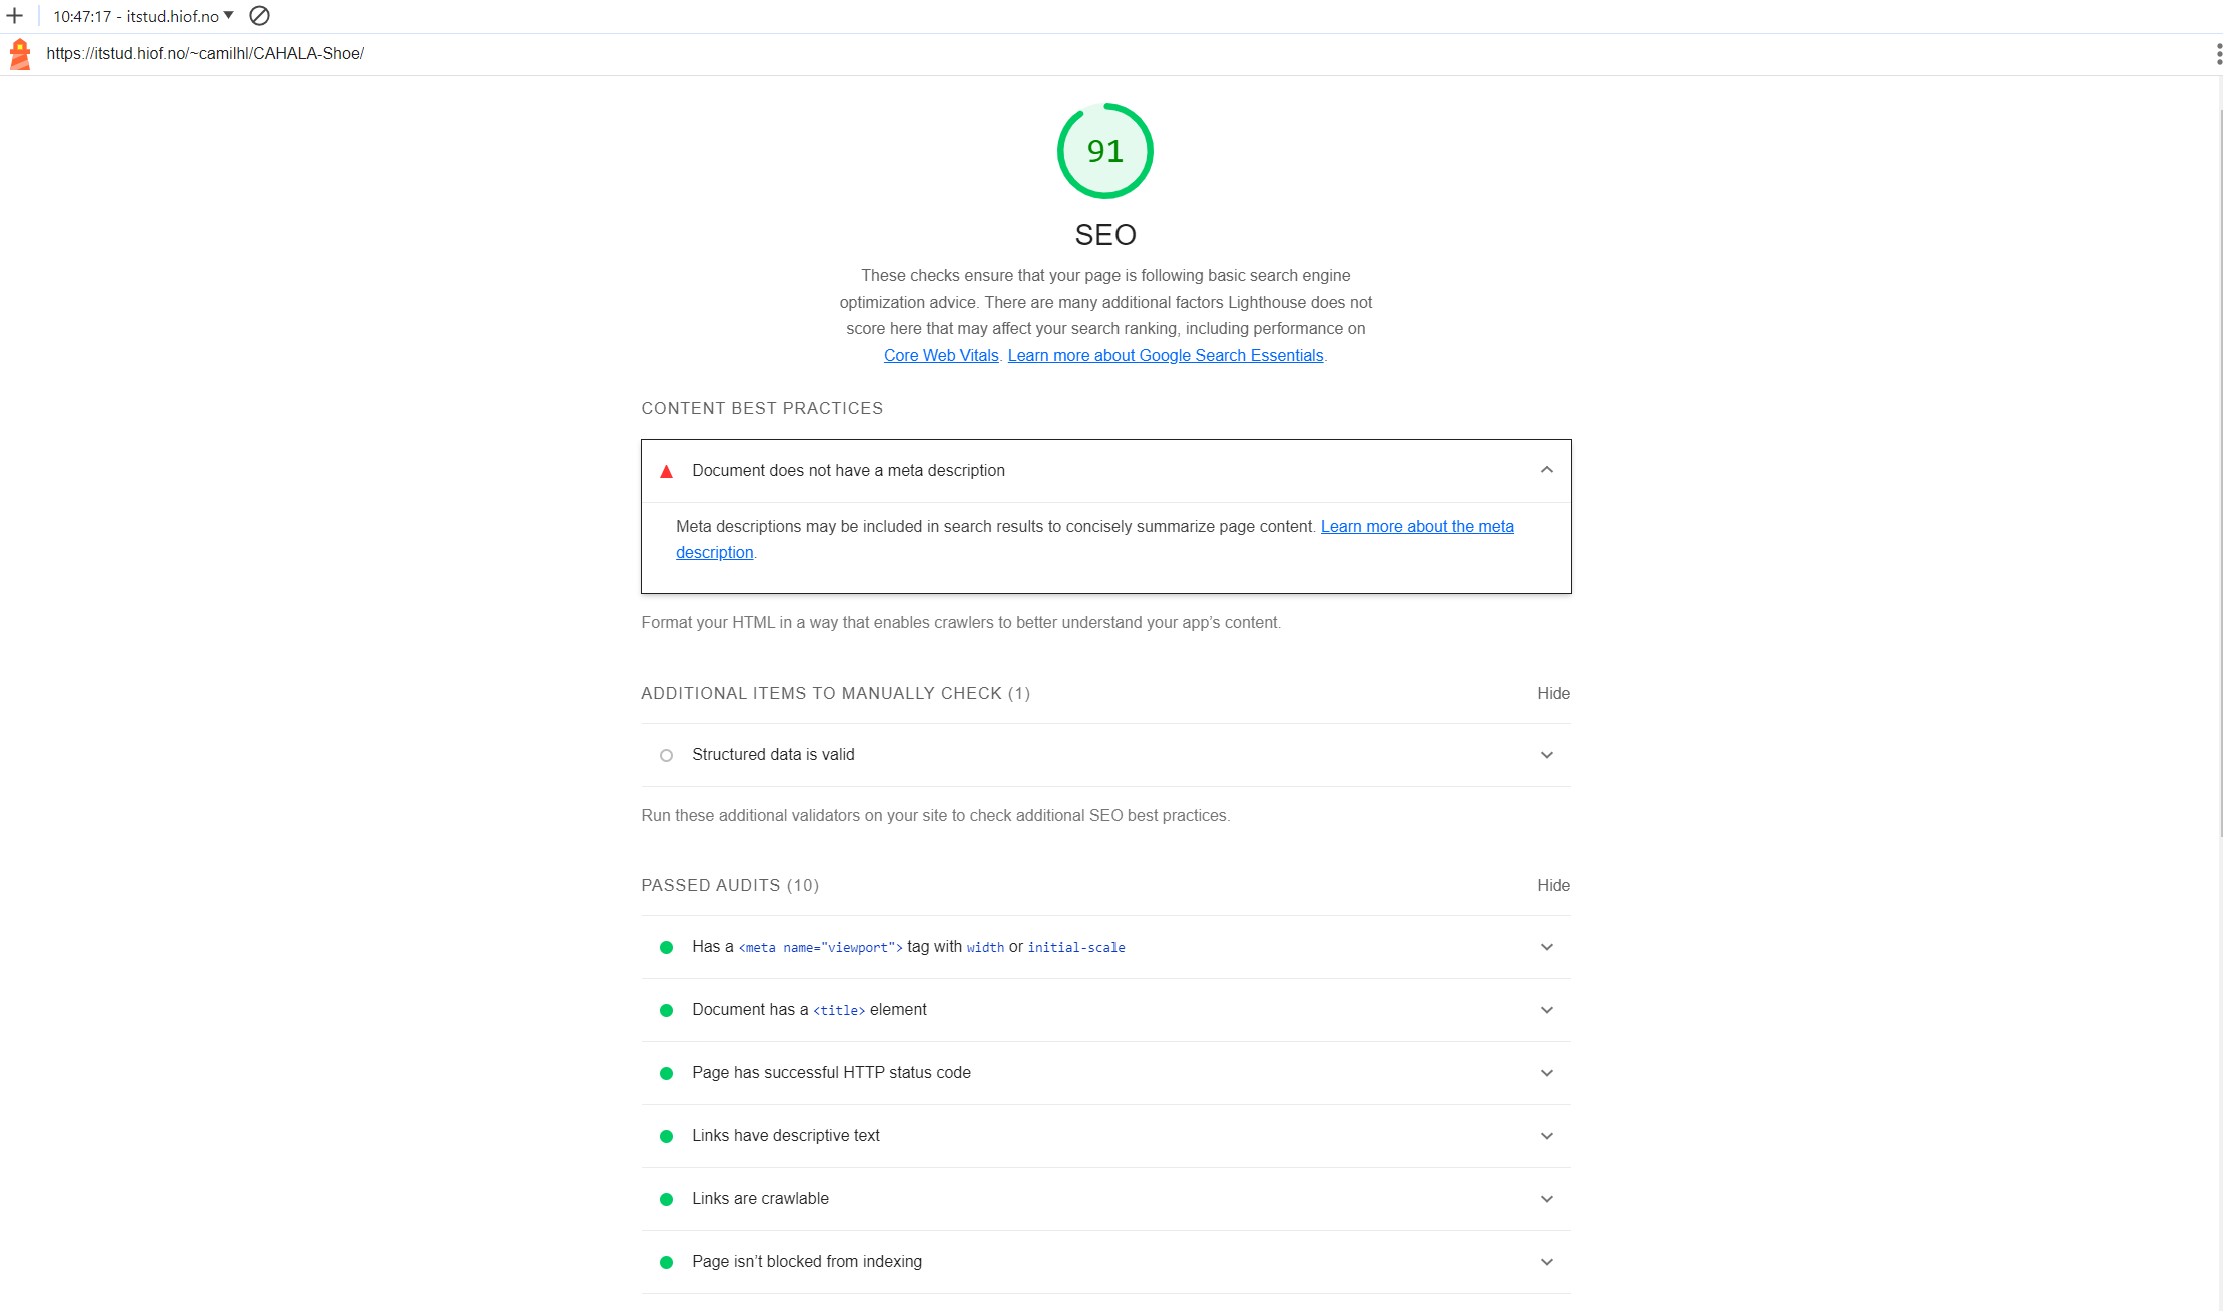 10:47:17 - itstud.hiof.no
https://itstud.hiof.no/~camilhl/CAHALA-Shoe/
91
SEO
These checks ensure that your page is following basic search engine
optimization advice. There are many additional factors Lighthouse does not
score here that may affect your search ranking, including performance on
Core Web Vitals. Learn more about Google Search Essentials.
CONTENT BEST PRACTICES
Document does not have a meta description
Meta descriptions may be included in search results to concisely summarize page content. Learn more about the meta
description.
Format your HTML in a way that enables crawlers to better understand your app’s content.
ADDITIONAL ITEMS TO MANUALLY CHECK (1) Hide
Structured data is valid
Run these additional validators on your site to check additional SEO best practices.
PASSED AUDITS (10) Hide
Has a <meta name="viewport"> tag with width or initial-scale
Document has a <title> element
Page has successful HTTP status code
Links have descriptive text
Links are crawlable
Page isn’t blocked from indexing